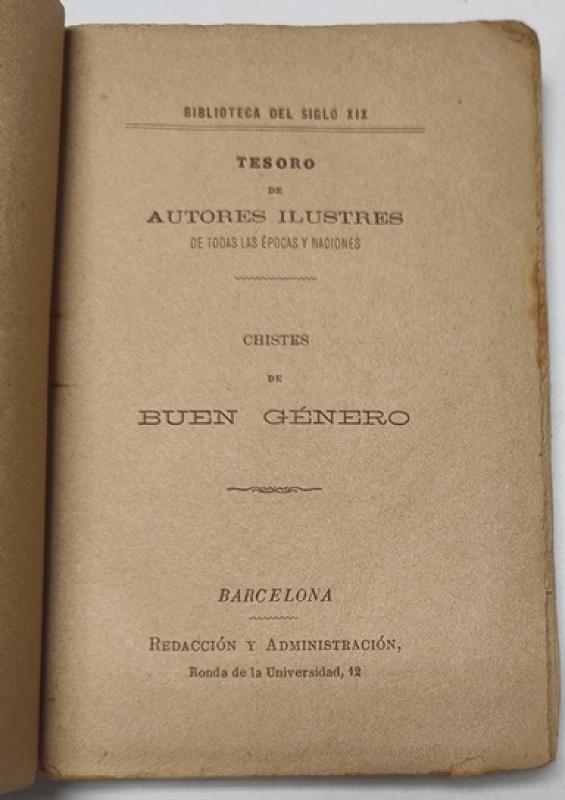 BIBLIOTECA DEL SIGLO XIX
TESORO
DE
AUTORES ILUSTRES
DE TODAS LAS ÉPOCAS Y NACIONES
CHISTES
DE
BUEN GÉNERO
BARCELONA
REDACCIÓN Y ADMINISTRACIÓN,
Ronda de la Universidad, 12